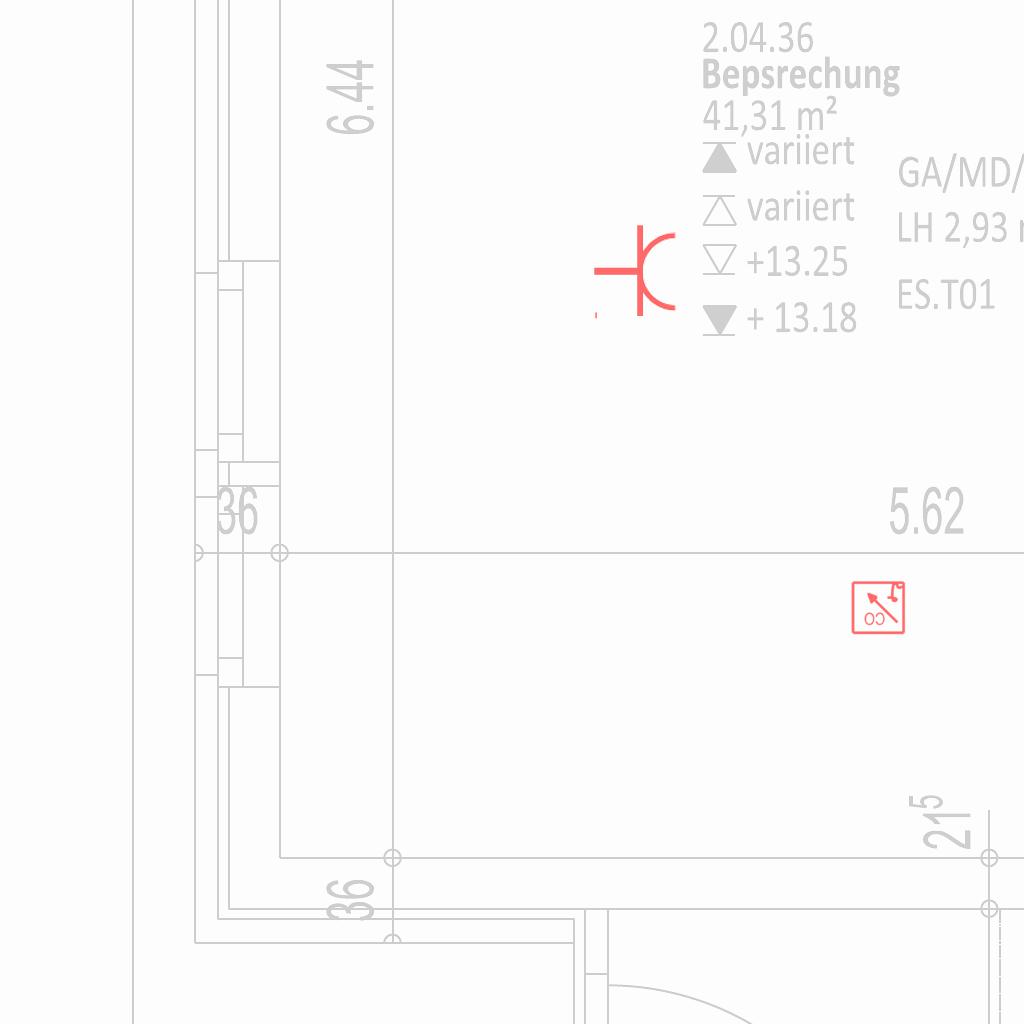 6.44
2.04.36
Bepsrechung
41,31 m²
variiert
variiert
+13.25
+ 13.18
GA/MD/
LH 2,93
ES.T01
36
5.62
CO
21⁵
36